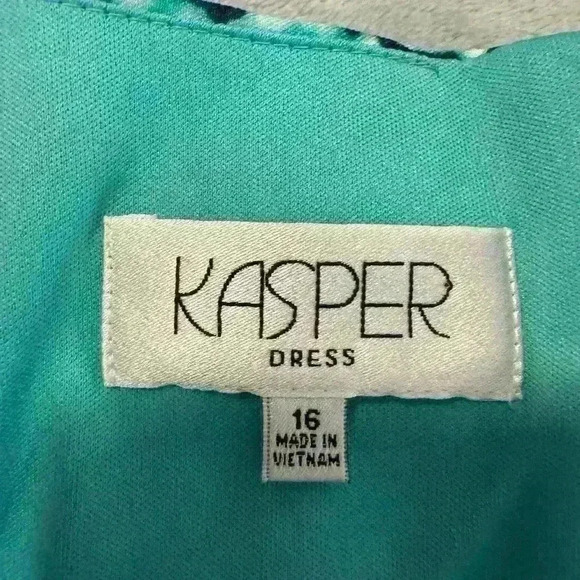 KASPER
DRESS
16
MADE IN
VIETNAM